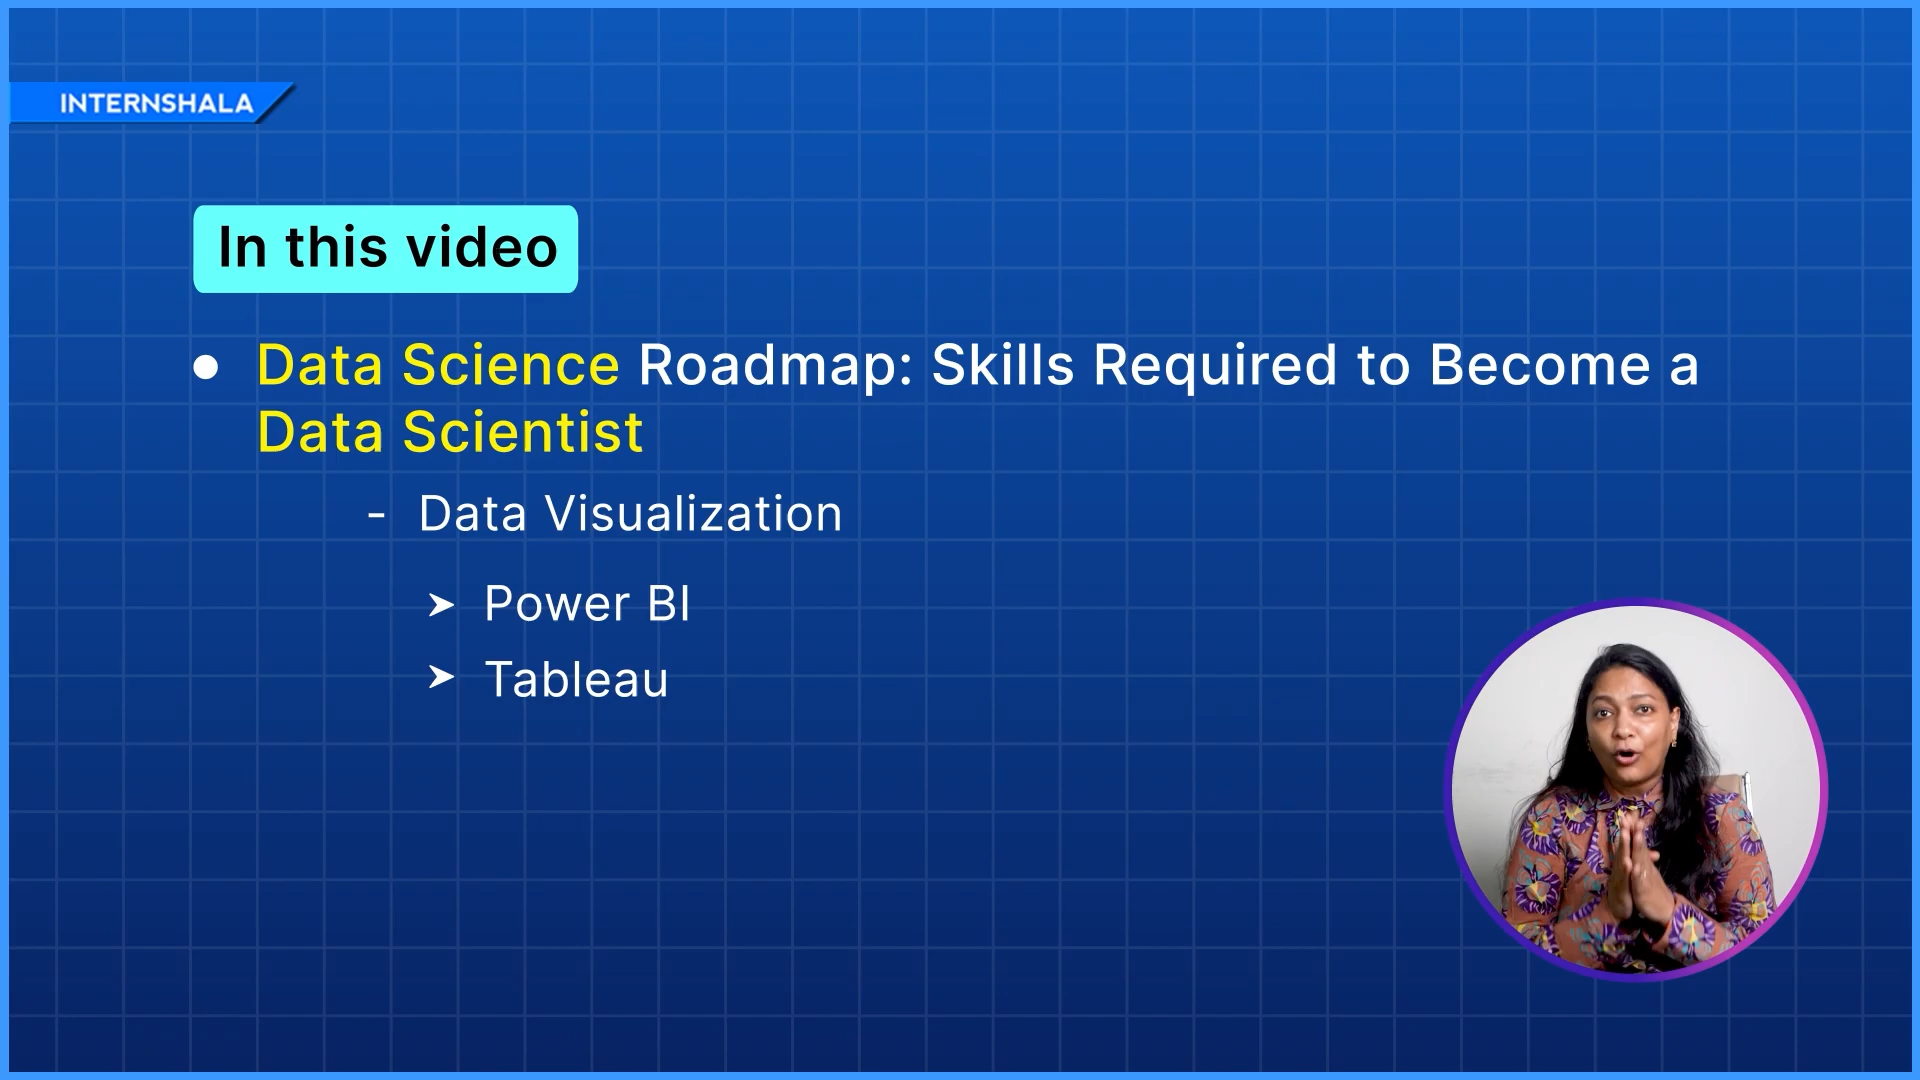 INTERNSHALA
In this video
● Data Science Roadmap: Skills Required to Become a
Data Scientist
- Data Visualization
➤ Power BI
➤ Tableau